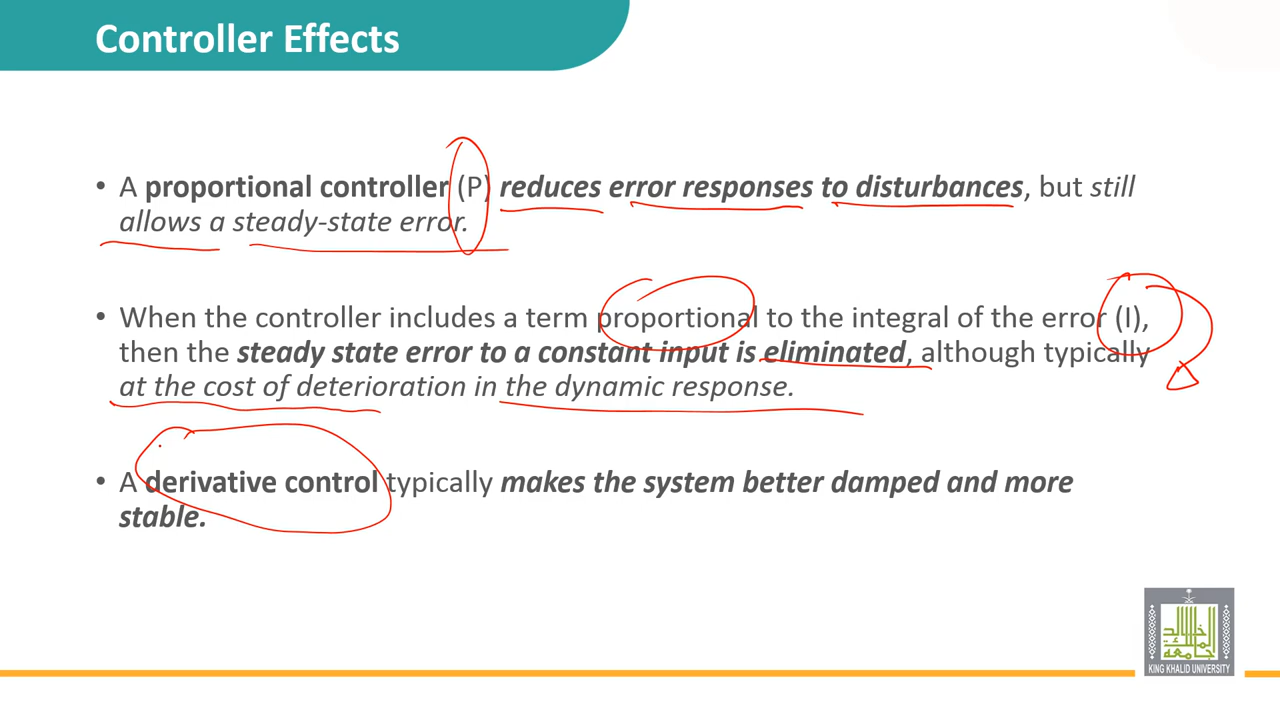 Controller Effects
• A proportional controller (P) reduces error responses to disturbances, but still
allows a steady-state error.
• When the controller includes a term proportional to the integral of the error (I),
then the steady state error to a constant input is eliminated, although typically
at the cost of deterioration in the dynamic response.
• A derivative control typically makes the system better damped and more
stable.
KING KHALID UNIVERSITY